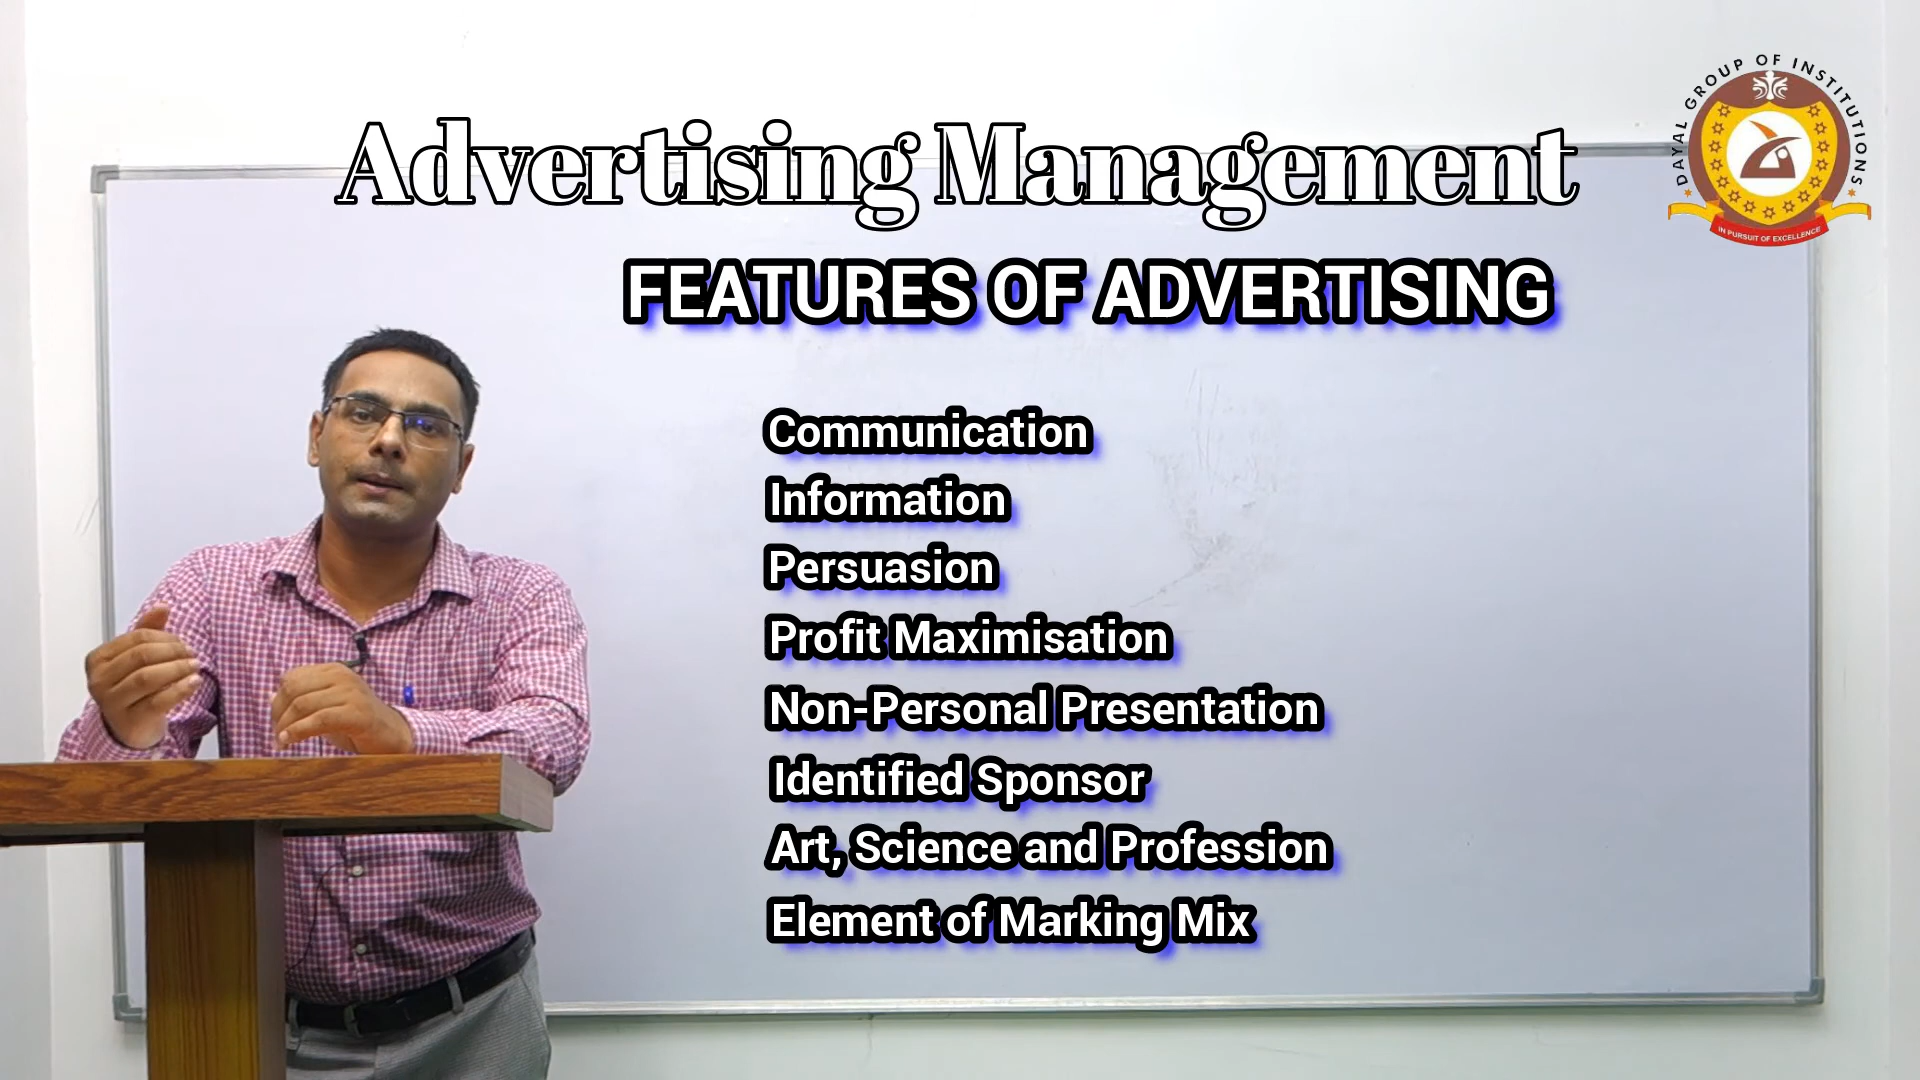 DAYAL GROUP OF INSTITUTIONS
IN PURSUIT OF EXCELLENCE
Advertising Management
FEATURES OF ADVERTISING
Communication
Information
Persuasion
Profit Maximisation
Non-Personal Presentation
Identified Sponsor
Art, Science and Profession
Element of Marking Mix